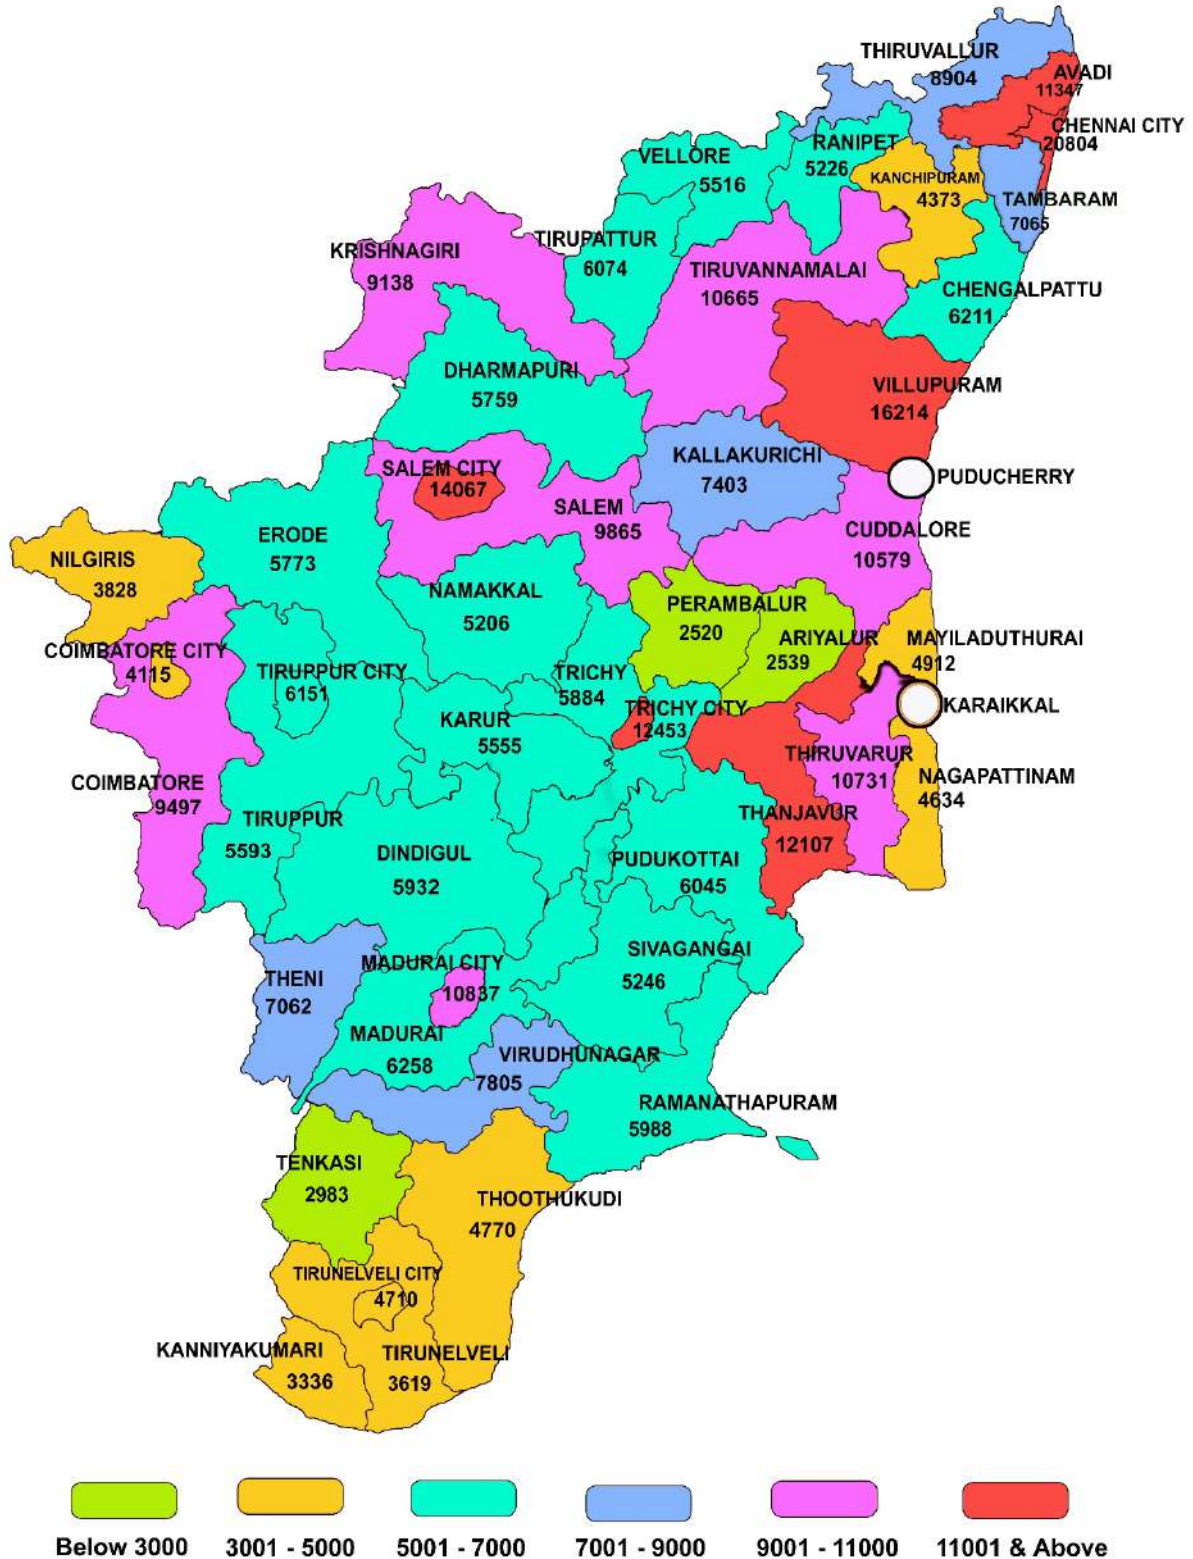 THIRUVALLUR
8904
AVADI
11347
CHENNAI CITY
20804
RANIPET
5226
VELLORE
5516
KANCHIPURAM
4373
TAMBARAM
7065
KRISHNAGIRI
9138
TIRUPATTUR
6074
TIRUVANNAMALAI
10665
CHENGALPATTU
6211
DHARMAPURI
5759
VILLUPURAM
16214
SALEM CITY
14067
KALLAKURICHI
7403
PUDUCHERRY
SALEM
9865
ERODE
5773
CUDDALORE
10579
NILGIRIS
3828
NAMAKKAL
5206
PERAMBALUR
2520
ARIYALUR
2539
MAYILADUTHURAI
4912
COIMBATORE CITY
4115
TIRUPPUR CITY
6151
TRICHY
5884
TRICHY CITY
12453
KARAIKKAL
KARUR
5555
THIRUVARUR
10731
NAGAPATTINAM
4634
COIMBATORE
9497
TIRUPPUR
5593
THANJAVUR
12107
DINDIGUL
5932
PUDUKOTTAI
6045
SIVAGANGAI
5246
THENI
7062
MADURAI CITY
10837
MADURAI
6258
VIRUDHUNAGAR
7805
RAMANATHAPURAM
5988
TENKASI
2983
THOOTHUKUDI
4770
TIRUNELVELI CITY
4710
KANNIYAKUMARI
3336
TIRUNELVELI
3619
Below 3000
3001 - 5000
5001 - 7000
7001 - 9000
9001 - 11000
11001 & Above